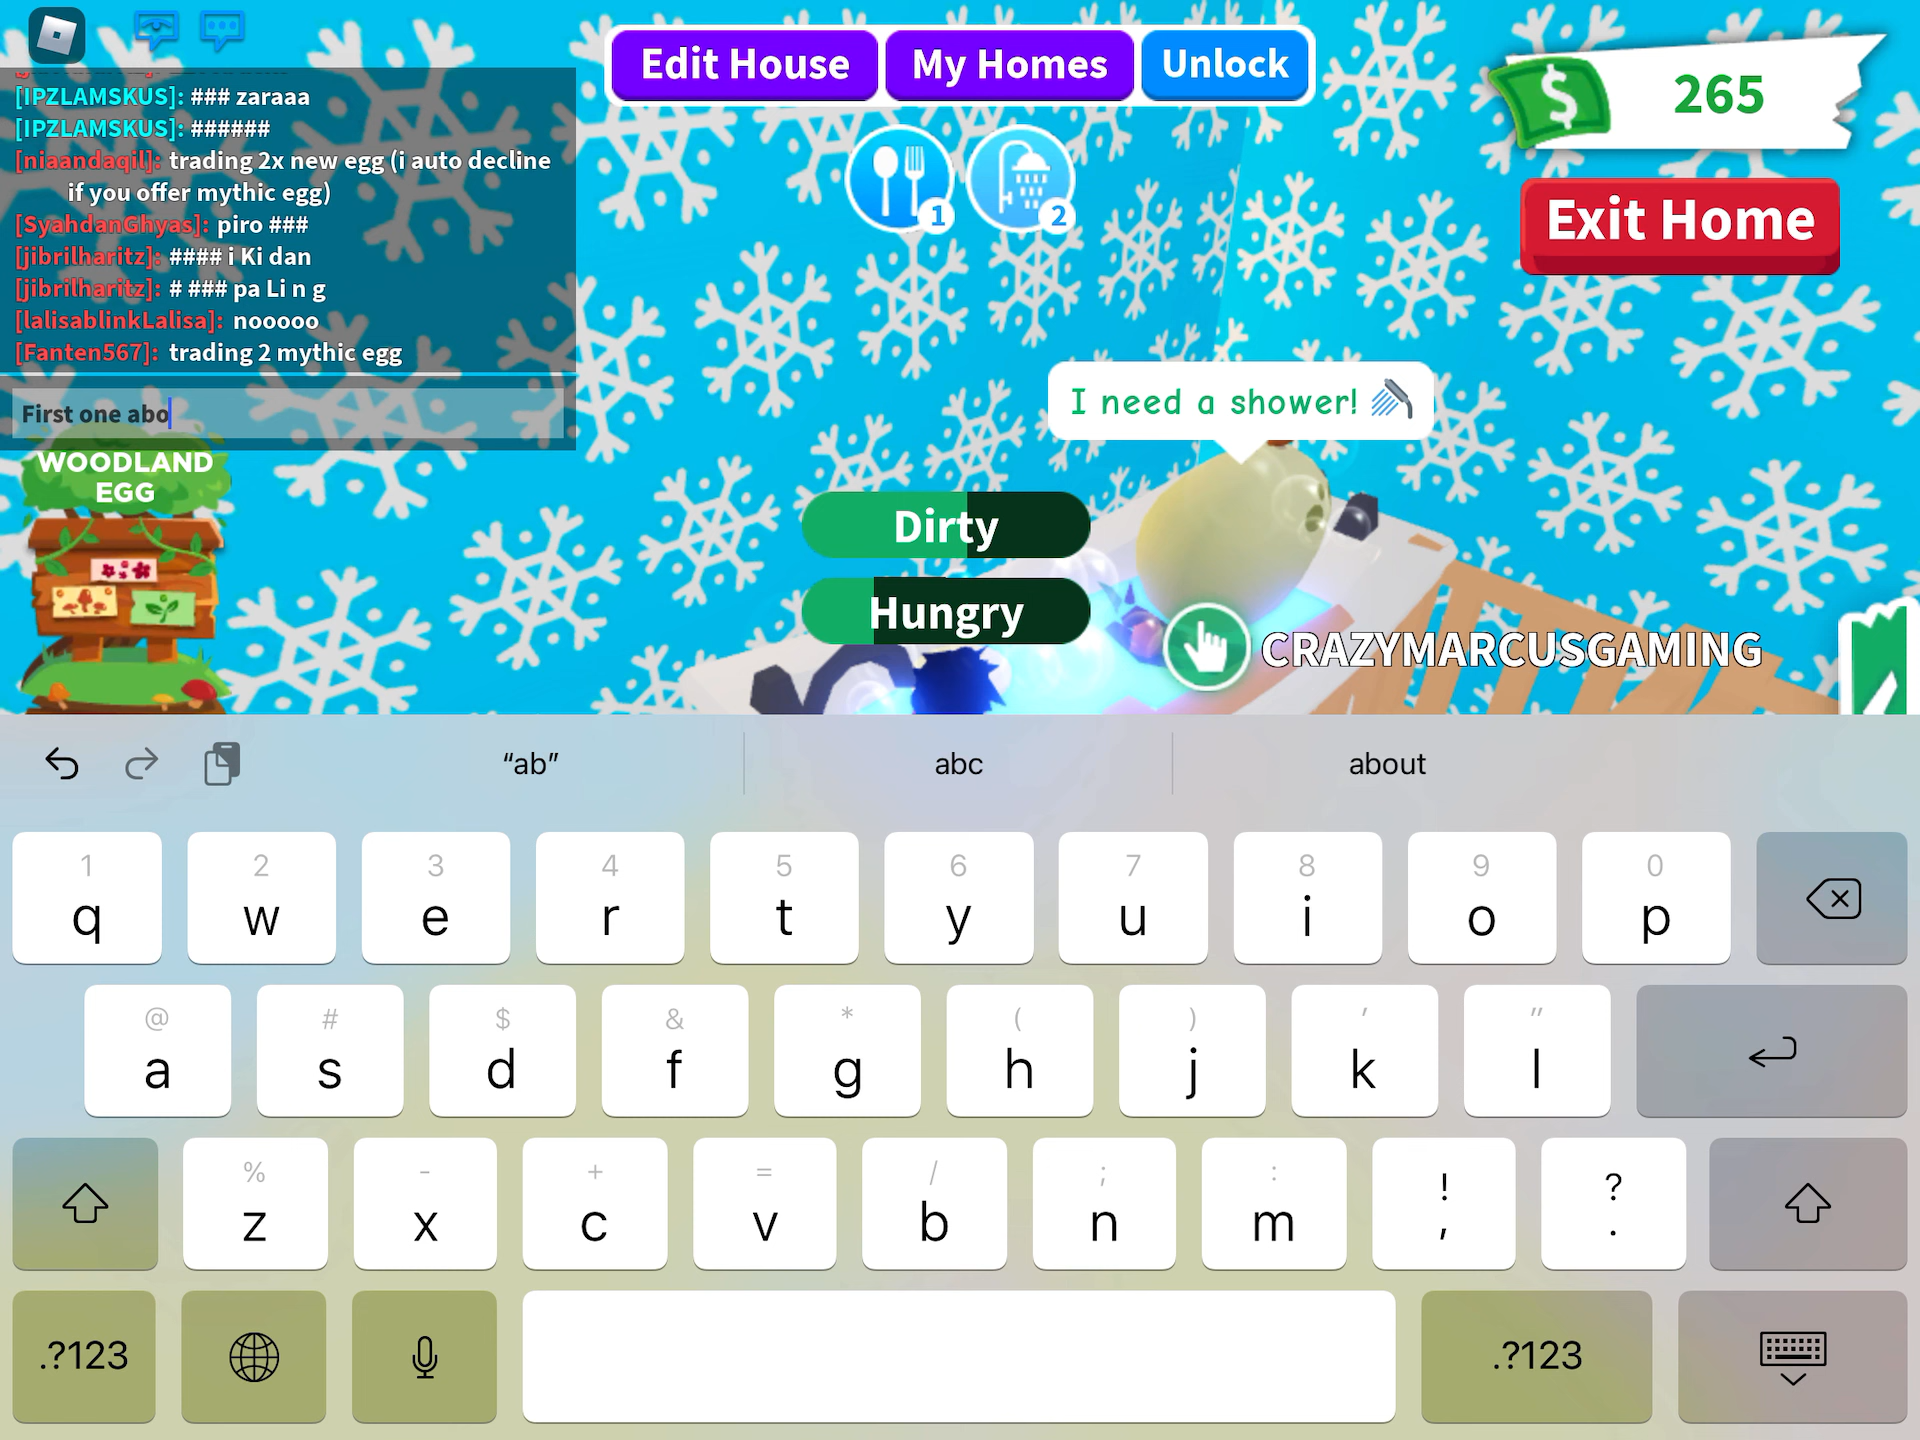 Edit House
My Homes
Unlock
265
[IPZLAMSKUS]: ### zaraaa
[IPZLAMSKUS]: ######
[niaandaqil]: trading 2x new egg (i auto decline
if you offer mythic egg)
[SyahdanGhyas]: piro ###
[jibrilharitz]: #### i Ki dan
[jibrilharitz]: # ### pa Li n g
[lalisablinkLalisa]: nooooo
[Fanten567]: trading 2 mythic egg
First one abo
1
2
Exit Home
I need a shower!
WOODLAND
EGG
Dirty
Hungry
CRAZYMARCUSGAMING
“ab”
abc
about
1 2 3 4 5 6 7 8 9 0
q w e r t y u i o p
@ # $ & * ( ) ' "
a s d f g h j k l
% - + = / ; : ! ?
z x c v b n m , .
.?123
.?123